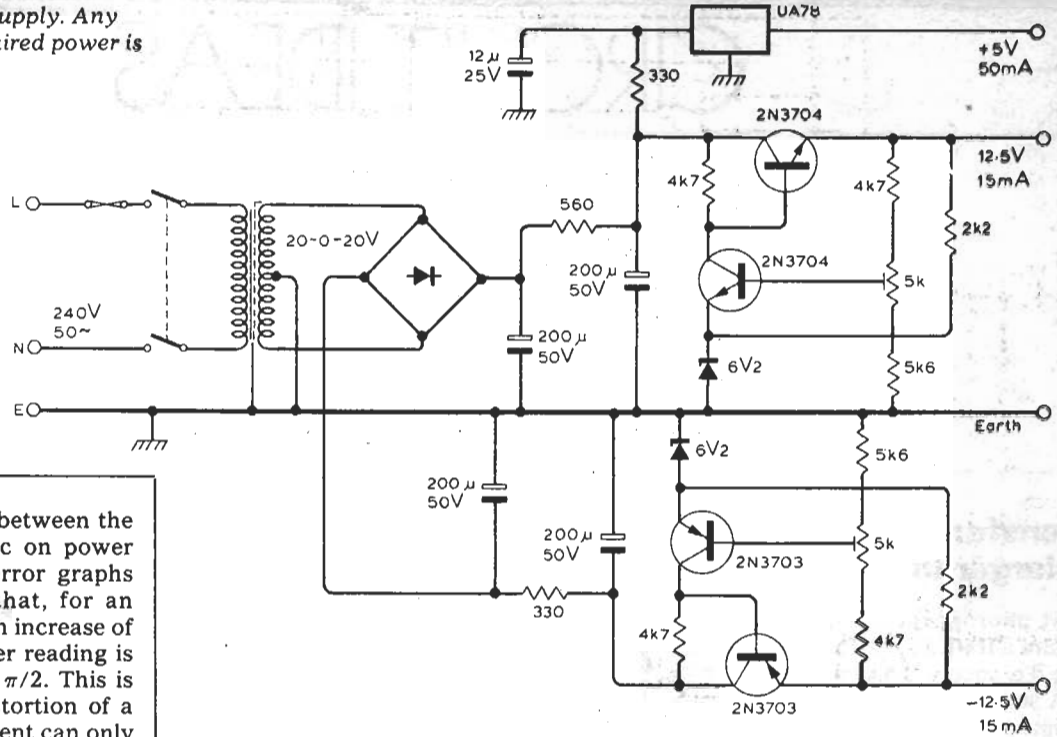 upply. Any
ired power is
UA78
+5V
50mA
12µ
25V
330
2N3704
12.5V
15mA
4k7
4k7
2k2
560
L
20-0-20V
2N3704
5k
200µ
50V
240V
50~
200µ
50V
N
6V2
5k6
E
Earth
6V2
5k6
200µ
50V
200µ
50V
2N3703
5k
2k2
330
4k7
4k7
2N3703
-12.5V
15mA
between the
c on power
rror graphs
hat, for an
n increase of
er reading is
π/2. This is
tortion of a
ent can only